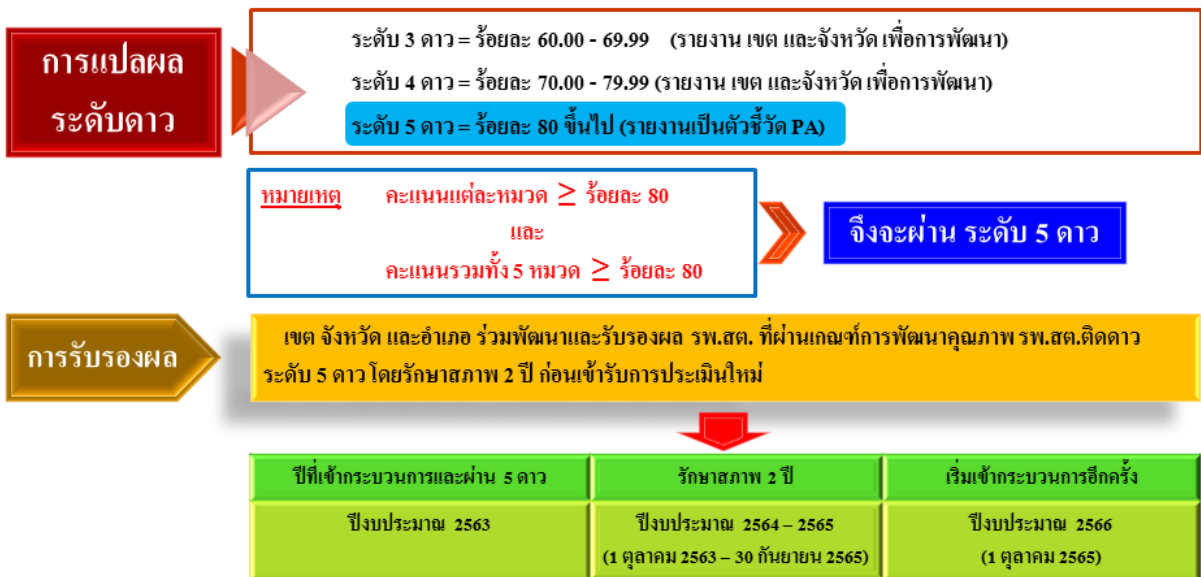 การแปลผล
ระดับดาว
ระดับ 3 ดาว = ร้อยละ 60.00 - 69.99 (รายงาน เขต และจังหวัด เพื่อการพัฒนา)
ระดับ 4 ดาว = ร้อยละ 70.00 - 79.99 (รายงาน เขต และจังหวัด เพื่อการพัฒนา)
ระดับ 5 ดาว = ร้อยละ 80 ขึ้นไป (รายงานเป็นตัวชี้วัด PA)
หมายเหตุ คะแนนแต่ละหมวด ≥ ร้อยละ 80
และ
คะแนนรวมทั้ง 5 หมวด ≥ ร้อยละ 80
จึงจะผ่าน ระดับ 5 ดาว
การรับรองผล
เขต จังหวัด และอำเภอ ร่วมพัฒนาและรับรองผล รพ.สต. ที่ผ่านเกณฑ์การพัฒนาคุณภาพ รพ.สต.ติดดาว
ระดับ 5 ดาว โดยรักษาสภาพ 2 ปี ก่อนเข้ารับการประเมินใหม่
ปีที่เข้ากระบวนการและผ่าน 5 ดาว
รักษาสภาพ 2 ปี
เริ่มเข้ากระบวนการอีกครั้ง
ปีงบประมาณ 2563
ปีงบประมาณ 2564 – 2565
(1 ตุลาคม 2563 – 30 กันยายน 2565)
ปีงบประมาณ 2566
(1 ตุลาคม 2565)